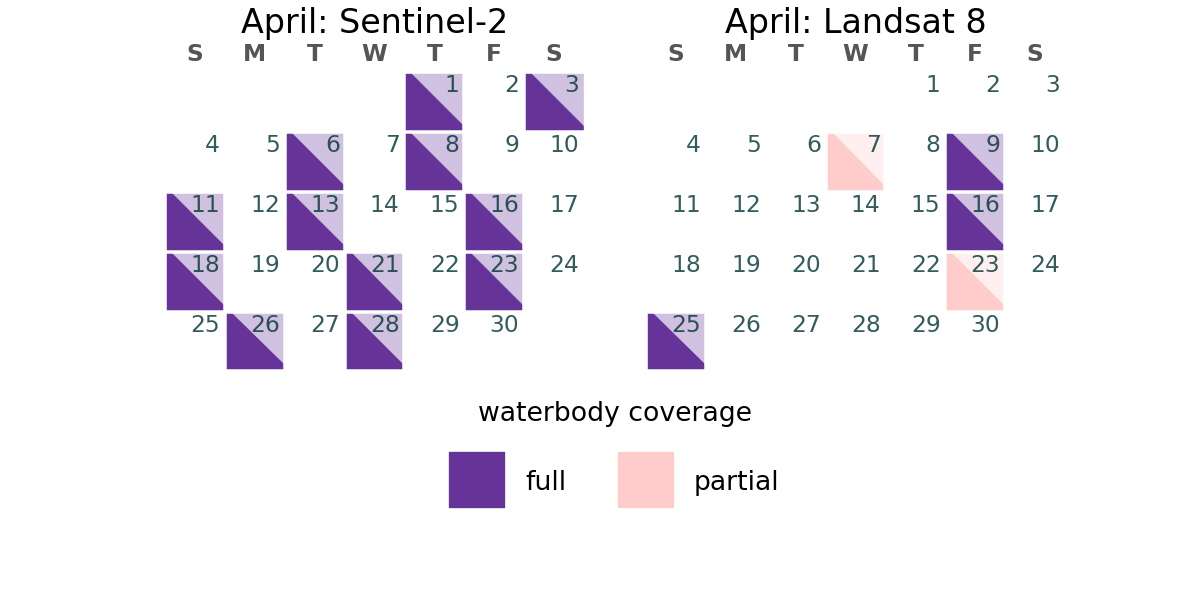 April: Sentinel-2
S M T W T F S
1 2 3
4 5 6 7 8 9 10
11 12 13 14 15 16 17
18 19 20 21 22 23 24
25 26 27 28 29 30
April: Landsat 8
S M T W T F S
1 2 3
4 5 6 7 8 9 10
11 12 13 14 15 16 17
18 19 20 21 22 23 24
25 26 27 28 29 30
waterbody coverage
full
partial